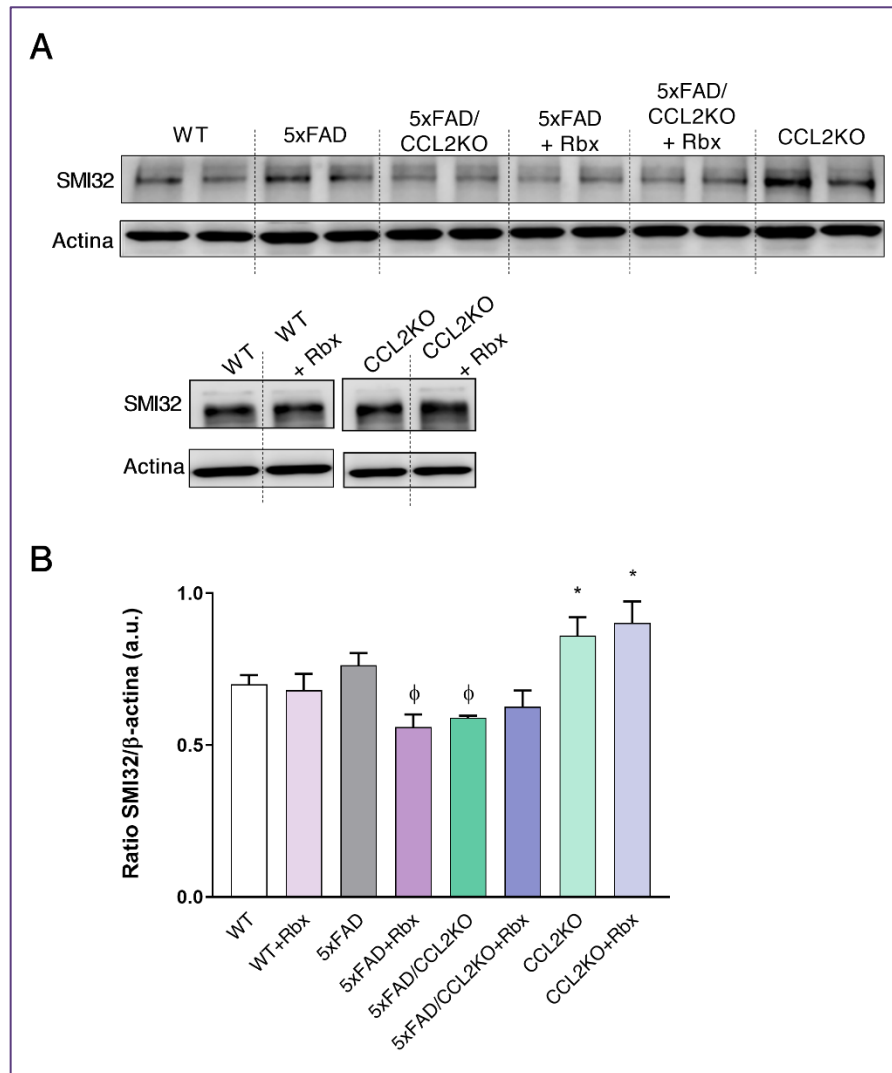 A
WT
5xFAD
5xFAD/
CCL2KO
5xFAD
+ Rbx
5xFAD/
CCL2KO
+ Rbx
CCL2KO
SMI32
Actina
WT
WT
+ Rbx
CCL2KO
CCL2KO
+ Rbx
SMI32
Actina
B
Ratio SMI32/β-actina (a.u.)
1.0
0.5
0.0
ϕ
ϕ
*
*
WT
WT+Rbx
5xFAD
5xFAD+Rbx
5xFAD/CCL2KO
5xFAD/CCL2KO+Rbx
CCL2KO
CCL2KO+Rbx